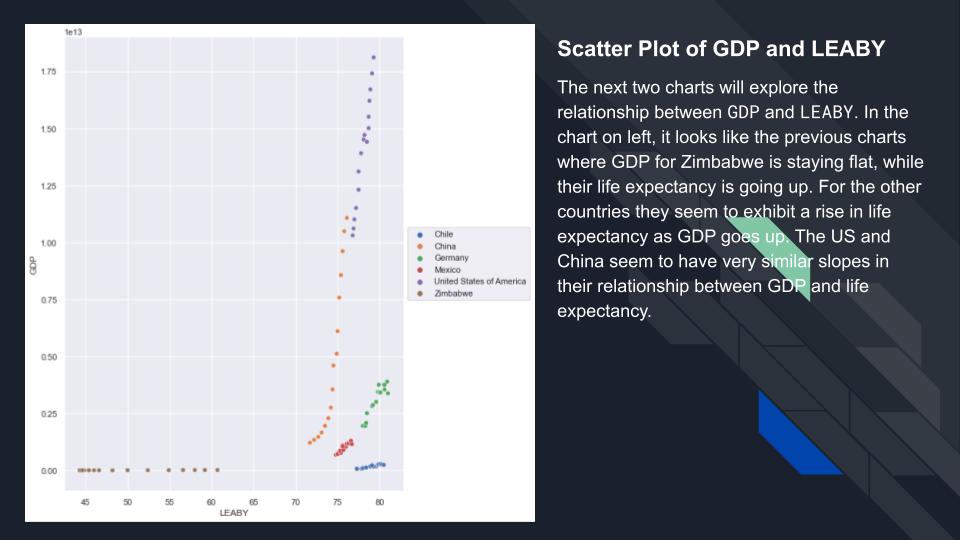 1e13
1.75
1.50
1.25
1.00
0.75
0.50
0.25
0.00
GDP
45 50 55 60 65 70 75 80
LEABY
Chile
China
Germany
Mexico
United States of America
Zimbabwe
Scatter Plot of GDP and LEABY
The next two charts will explore the
relationship between GDP and LEABY. In the
chart on left, it looks like the previous charts
where GDP for Zimbabwe is staying flat, while
their life expectancy is going up. For the other
countries they seem to exhibit a rise in life
expectancy as GDP goes up. The US and
China seem to have very similar slopes in
their relationship between GDP and life
expectancy.